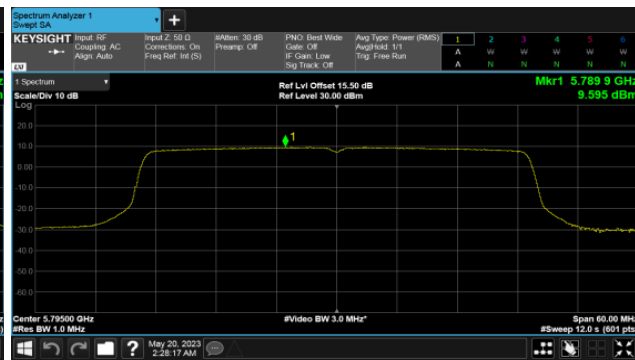 Spectrum Analyzer 1
Swept SA
+
KEYSIGHT Input: RF Input Z: 50 Ω #Atten: 30 dB PNO: Best Wide Avg Type: Power (RMS) 1 2 3 4 5 6
Coupling: AC Corrections: On Preamp: Off Gate: Off Avg|Hold: 1/1 A W W W W W
Align: Auto Freq Ref: Int (S) IF Gain: Low Trig: Free Run
Sig Track: Off A N N N N N
LXI
1 Spectrum Ref Lvl Offset 15.50 dB Mkr1 5.789 9 GHz
Scale/Div 10 dB Ref Level 30.00 dBm 9.595 dBm
Log
20.0
10.0
1
0.00
-10.0
-20.0
-30.0
-40.0
-50.0
-60.0
Center 5.79500 GHz #Video BW 3.0 MHz* Span 60.00 MHz
#Res BW 1.0 MHz #Sweep 12.0 s (601 pts)
? May 20, 2023
2:28:17 AM